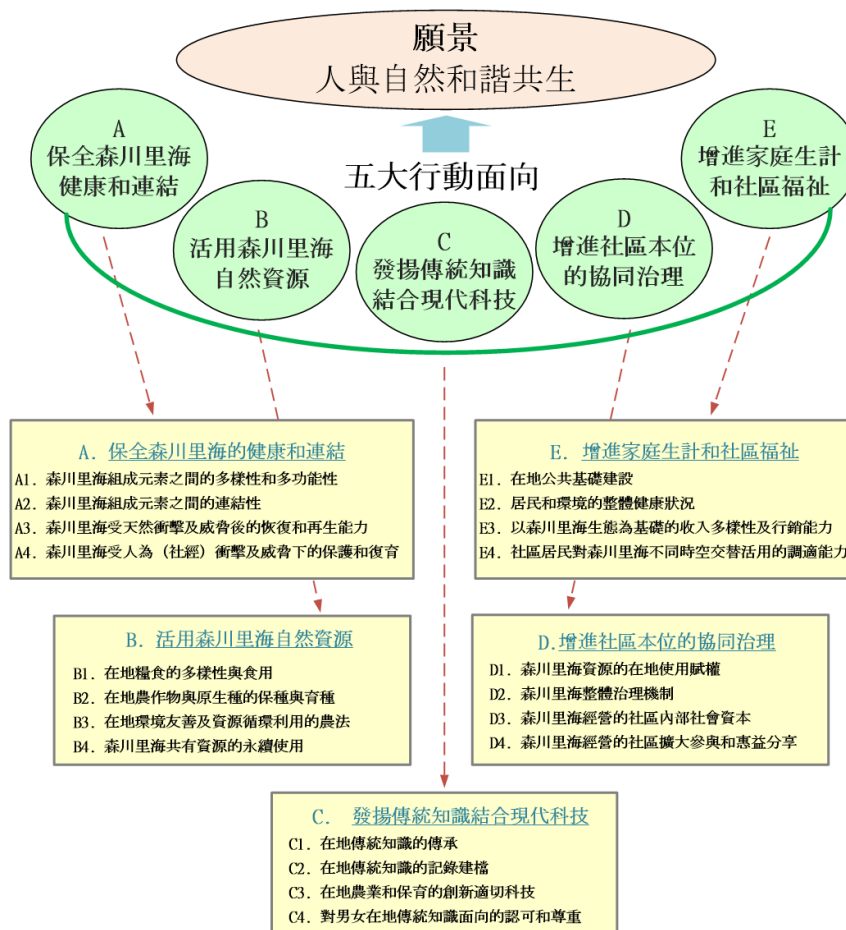 願景
人與自然和諧共生
五大行動面向
A
保全森川里海
健康和連結
B
活用森川里海
自然資源
C
發揚傳統知識
結合現代科技
D
增進社區本位
的協同治理
E
增進家庭生計
和社區福祉
A. 保全森川里海的健康和連結
A1. 森川里海組成元素之間的多樣性和多功能性
A2. 森川里海組成元素之間的連結性
A3. 森川里海受天然衝擊及威脅後的恢復和再生能力
A4. 森川里海受人為（社經）衝擊及威脅下的保護和復育
E. 增進家庭生計和社區福祉
E1. 在地公共基礎建設
E2. 居民和環境的整體健康狀況
E3. 以森川里海生態為基礎的收入多樣性及行銷能力
E4. 社區居民對森川里海不同時空交替活用的調適能力
B. 活用森川里海自然資源
B1. 在地糧食的多樣性與食用
B2. 在地農作物與原生種的保種與育種
B3. 在地環境友善及資源循環利用的農法
B4. 森川里海共有資源的永續使用
D.增進社區本位的協同治理
D1. 森川里海資源的在地使用賦權
D2. 森川里海整體治理機制
D3. 森川里海經營的社區內部社會資本
D4. 森川里海經營的社區擴大參與和惠益分享
C. 發揚傳統知識結合現代科技
C1. 在地傳統知識的傳承
C2. 在地傳統知識的記錄建檔
C3. 在地農業和保育的創新適切科技
C4. 對男女在地傳統知識面向的認可和尊重